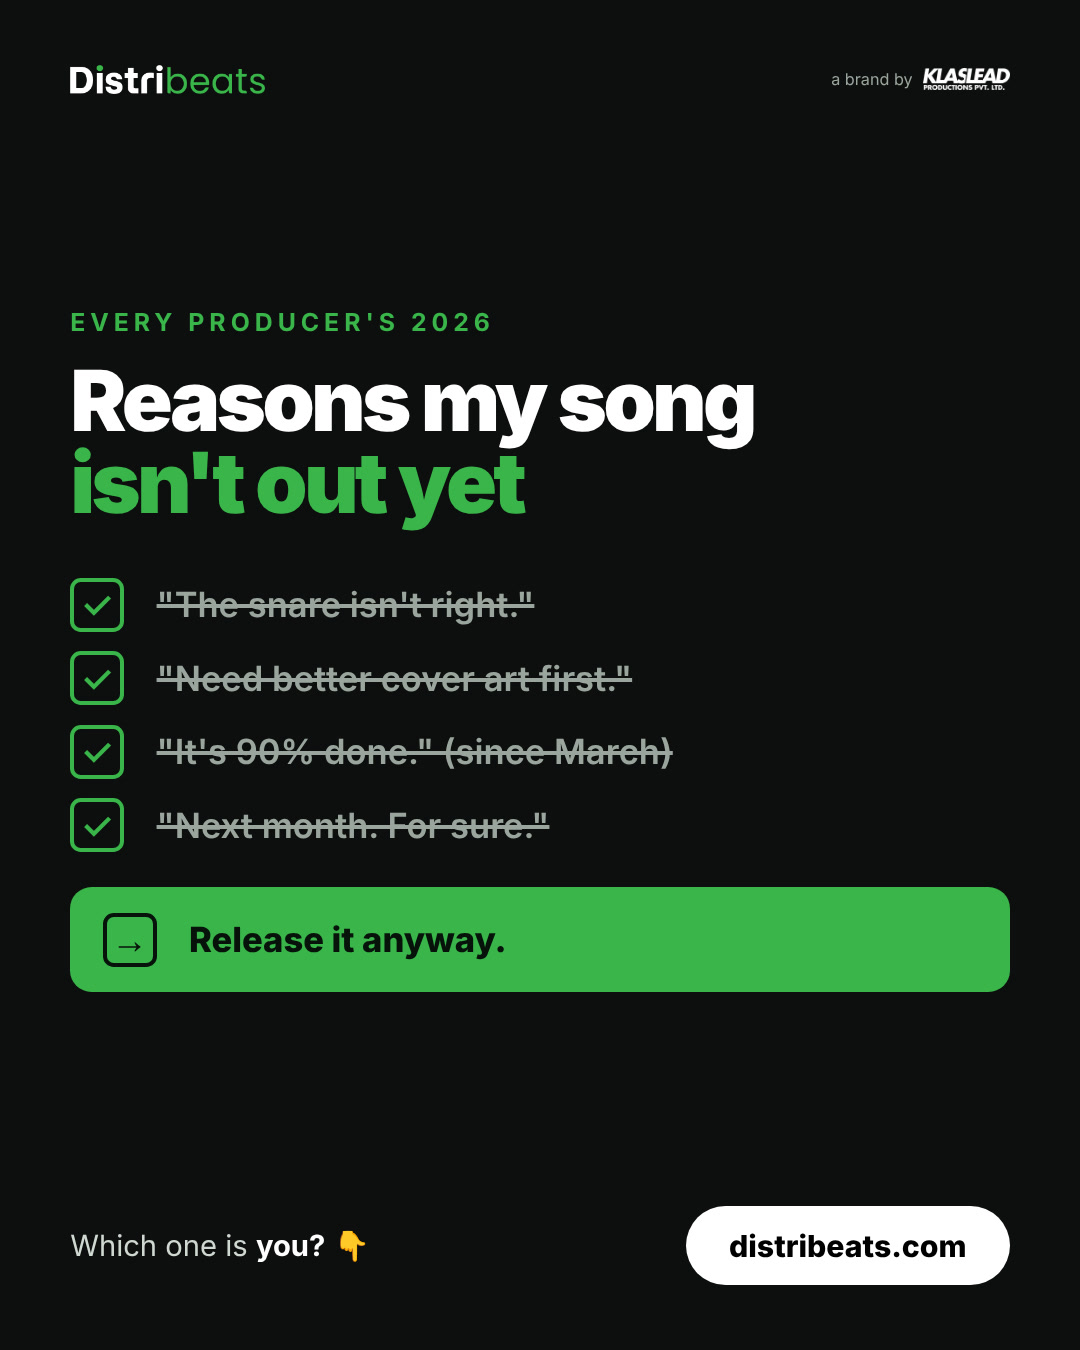 Distribeats
a brand by KLASLEAD
PRODUCTIONS PVT. LTD.
EVERY PRODUCER'S 2026
Reasons my song
isn't out yet
"The snare isn't right."
"Need better cover art first."
"It's 90% done." (since March)
"Next month. For sure."
→ Release it anyway.
Which one is you? 👇
distribeats.com